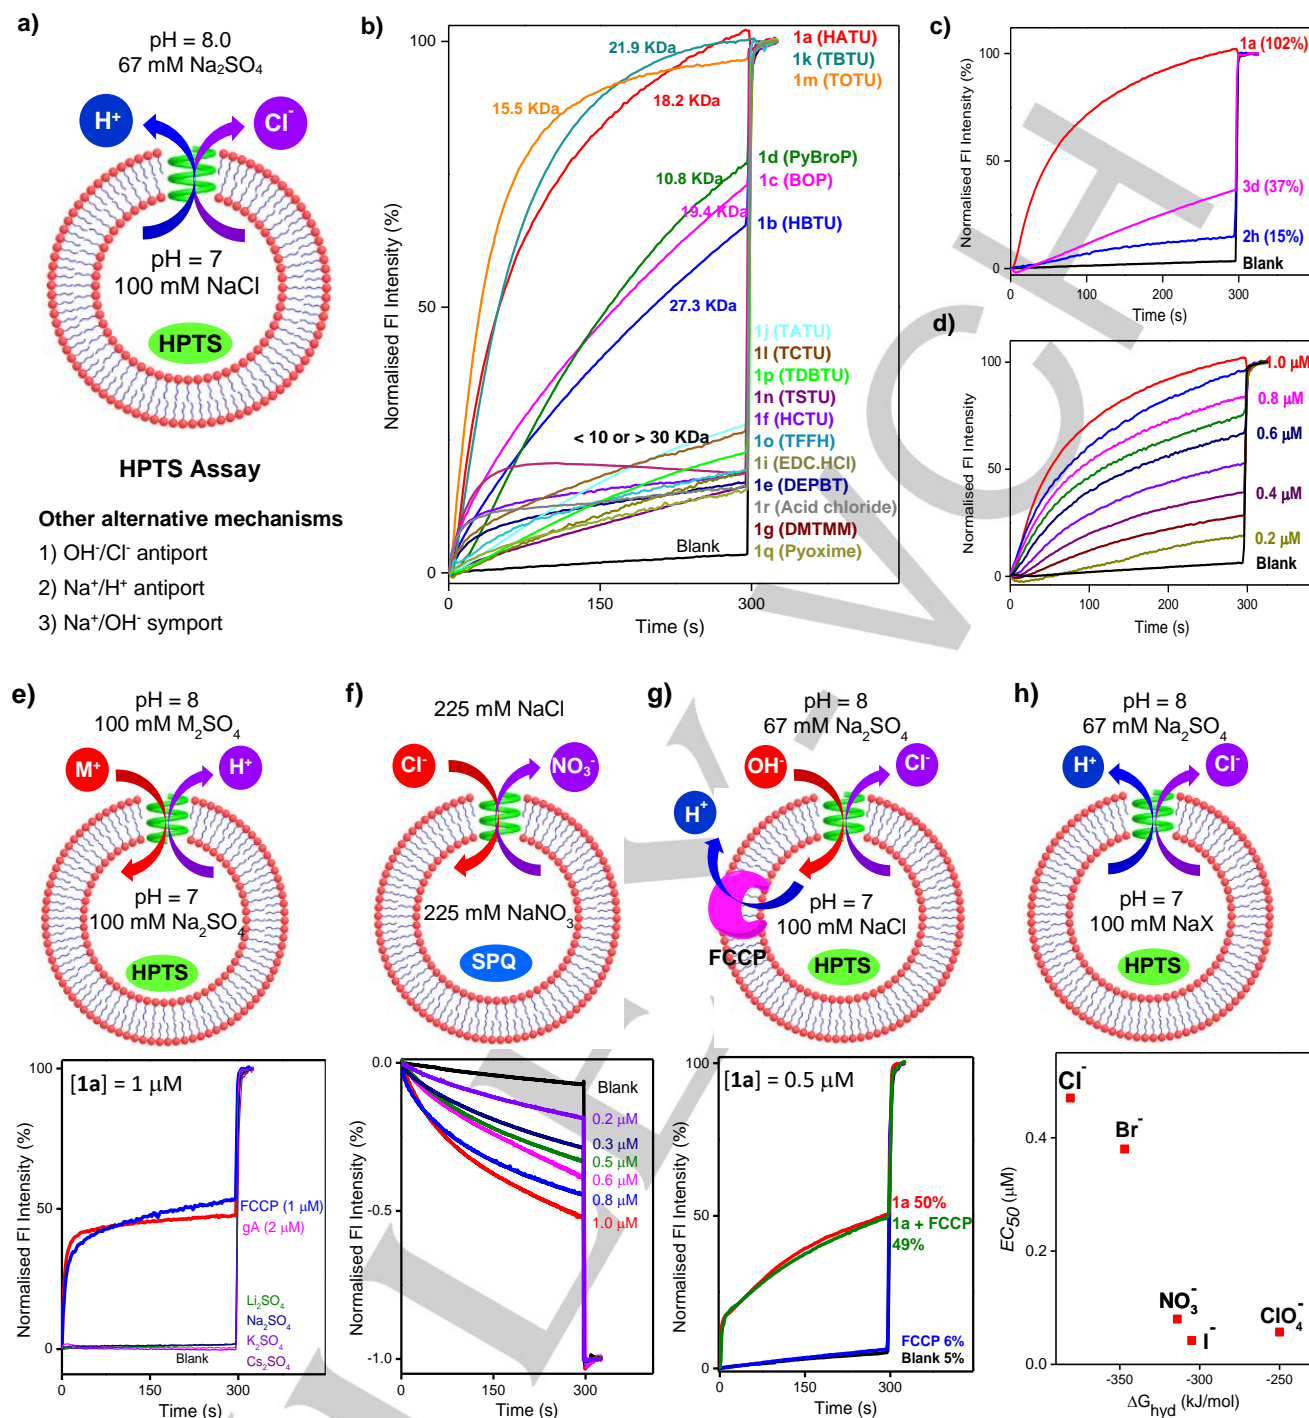 a)
pH = 8.0
67 mM Na₂SO₄
H⁺
Cl⁻
pH = 7
100 mM NaCl
HPTS
HPTS Assay
Other alternative mechanisms
1) OH⁻/Cl⁻ antiport
2) Na⁺/H⁺ antiport
3) Na⁺/OH⁻ symport
b)
Normalised FI Intensity (%)
100
50
0
21.9 KDa
15.5 KDa
18.2 KDa
10.8 KDa
19.4 KDa
27.3 KDa
< 10 or > 30 KDa
Blank
1a (HATU)
1k (TBTU)
1m (TOTU)
1d (PyBroP)
1c (BOP)
1b (HBTU)
1j (TATU)
1l (TCTU)
1p (TDBTU)
1n (TSTU)
1f (HCTU)
1o (TFFH)
1i (EDC.HCl)
1e (DEPBT)
1r (Acid chloride)
1g (DMTMM)
1q (Pyoxime)
0 150 300
Time (s)
c)
Normalised FI Intensity (%)
100
50
0
1a (102%)
3d (37%)
2h (15%)
Blank
0 100 200 300
Time (s)
d)
Normalised FI Intensity
100
50
0
1.0 μM
0.8 μM
0.6 μM
0.4 μM
0.2 μM
Blank
0 100 200 300
Time (s)
VCH
e)
pH = 8
100 mM M₂SO₄
M⁺
H⁺
pH = 7
100 mM Na₂SO₄
HPTS
[1a] = 1 μM
Normalised FI Intensity (%)
100
50
0
FCCP (1 μM)
gA (2 μM)
Li₂SO₄
Na₂SO₄
K₂SO₄
Blank
Cs₂SO₄
0 150 300
Time (s)
f)
225 mM NaCl
Cl⁻
NO₃⁻
225 mM NaNO₃
SPQ
Normalised FI Intensity (%)
0.0
-0.5
-1.0
Blank
0.2 μM
0.3 μM
0.5 μM
0.6 μM
0.8 μM
1.0 μM
0 150 300
Time (s)
g)
pH = 8
67 mM Na₂SO₄
OH⁻
Cl⁻
H⁺
FCCP
pH = 7
100 mM NaCl
HPTS
[1a] = 0.5 μM
Normalised FI Intensity (%)
100
50
0
1a 50%
1a + FCCP
49%
FCCP 6%
Blank 5%
0 150 300
Time (s)
h)
pH = 8
67 mM Na₂SO₄
H⁺
Cl⁻
pH = 7
100 mM NaX
HPTS
EC₅₀ (μM)
0.4
0.2
0.0
Cl⁻
Br⁻
NO₃⁻
I⁻
ClO₄⁻
-350 -300 -250
ΔG_hyd (kJ/mol)